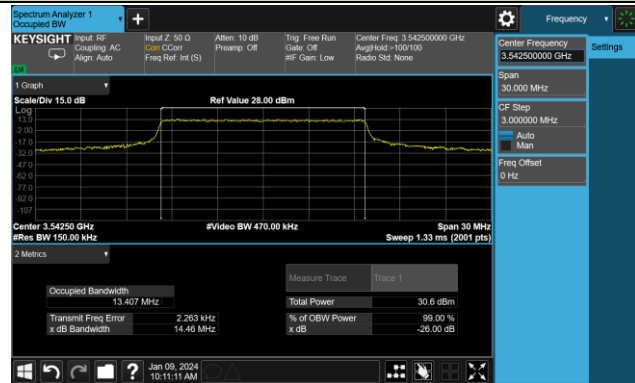 Spectrum Analyzer 1
Occupied BW
+
Frequency
KEYSIGHT
Input: RF
Coupling: AC
Align: Auto
Input Z: 50 Ω
Corr CCorr
Freq Ref: Int (S)
Atten: 10 dB
Preamp: Off
Trig: Free Run
Gate: Off
#IF Gain: Low
Center Freq: 3.542500000 GHz
Avg|Hold >100/100
Radio Std: None
Center Frequency
3.542500000 GHz
Settings
Span
30.000 MHz
CF Step
3.000000 MHz
Auto
Man
Freq Offset
0 Hz
1 Graph
Scale/Div 15.0 dB
Ref Value 28.00 dBm
Log
13.0
-2.00
-17.0
-32.0
-47.0
-62.0
-77.0
-92.0
-107
Center 3.54250 GHz
#Video BW 470.00 kHz
Span 30 MHz
#Res BW 150.00 kHz
Sweep 1.33 ms (2001 pts)
2 Metrics
Measure Trace
Trace 1
Occupied Bandwidth
13.407 MHz
Total Power
30.6 dBm
Transmit Freq Error
2.263 kHz
% of OBW Power
99.00 %
x dB Bandwidth
14.46 MHz
x dB
-26.00 dB
?
Jan 09, 2024
10:11:11 AM